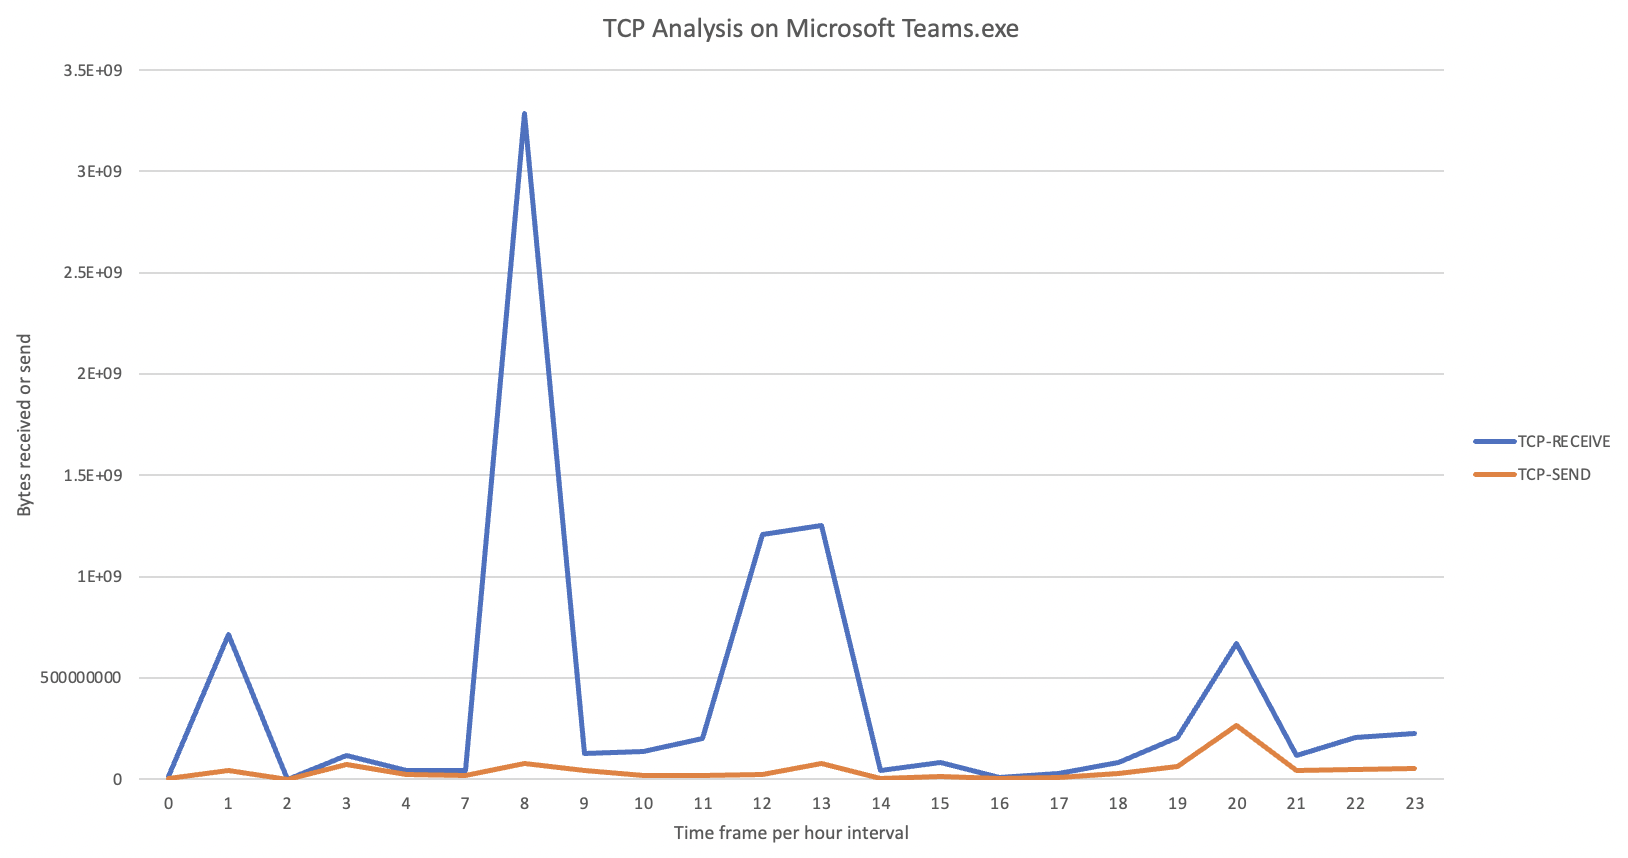 TCP Analysis on Microsoft Teams.exe
3.5E+09
3E+09
2.5E+09
2E+09
1.5E+09
1E+09
500000000
0
Bytes received or send
0 1 2 3 4 7 8 9 10 11 12 13 14 15 16 17 18 19 20 21 22 23
Time frame per hour interval
TCP-RECEIVE
TCP-SEND